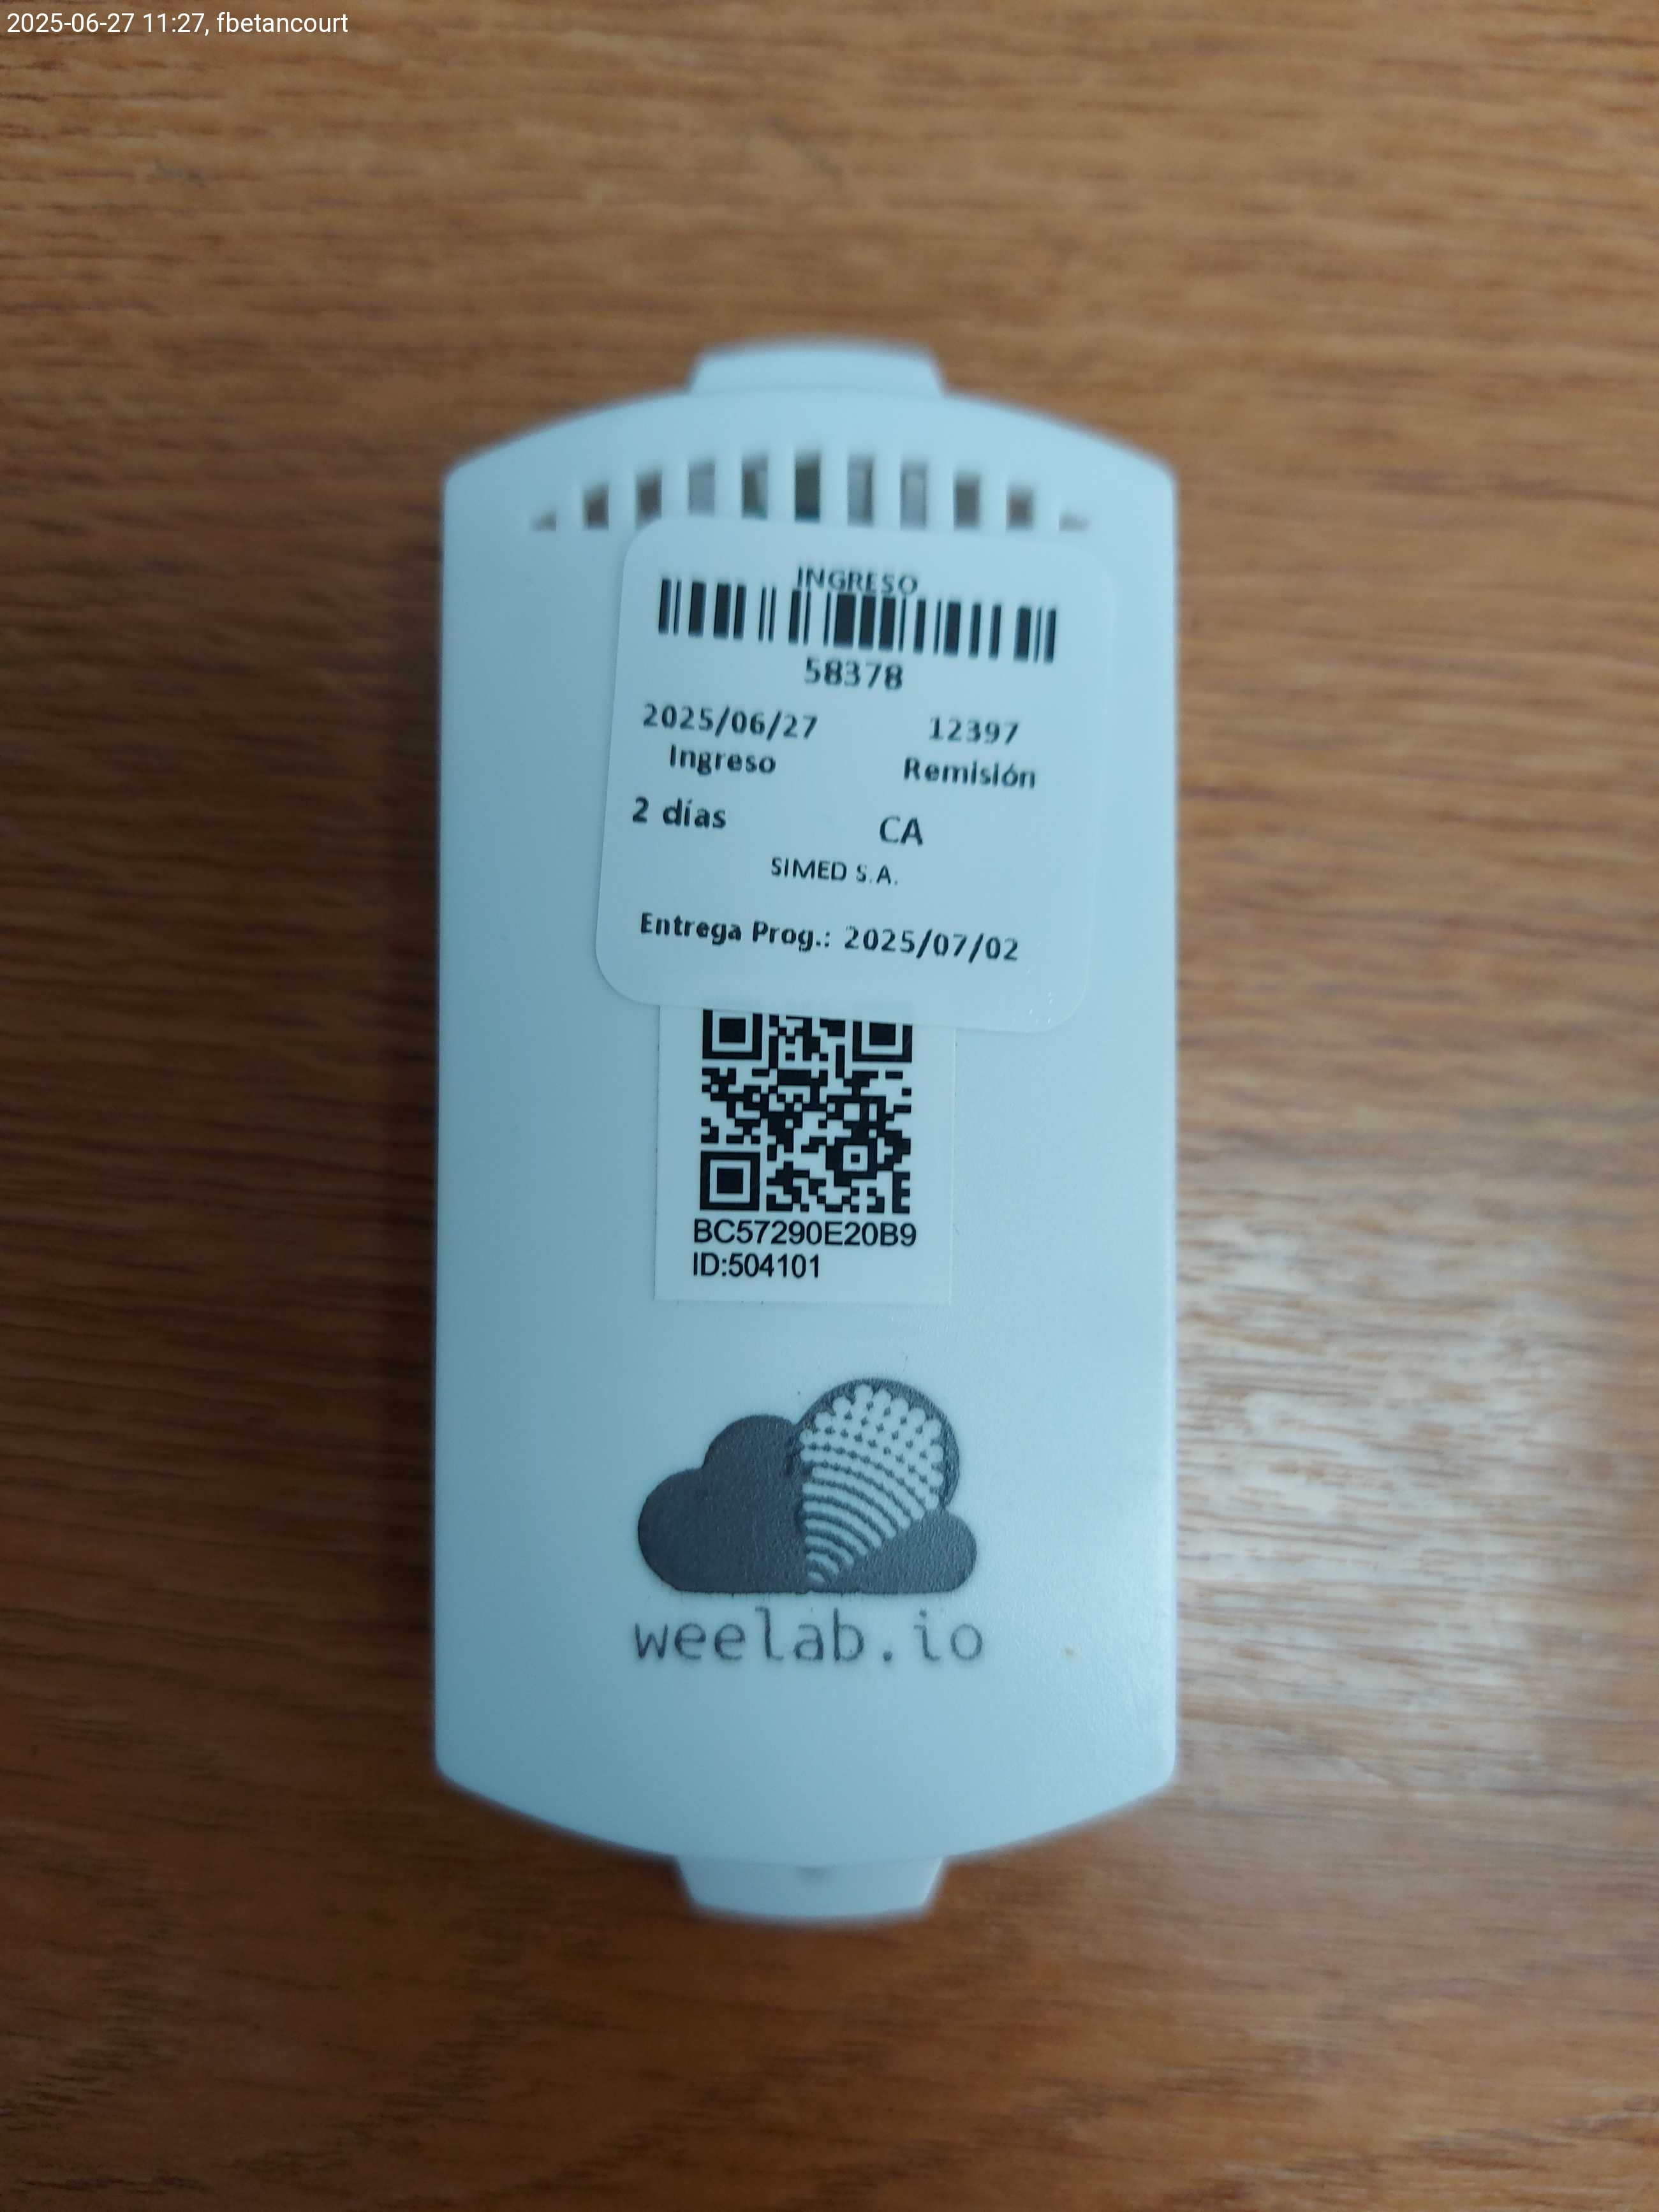 2025-06-27 11:27, fbetancourt
INGRESO
58378
2025/06/27 12397
Ingreso Remisión
2 días CA
SIMED S.A.
Entrega Prog.: 2025/07/02
BC57290E20B9
ID:504101
weelab.io